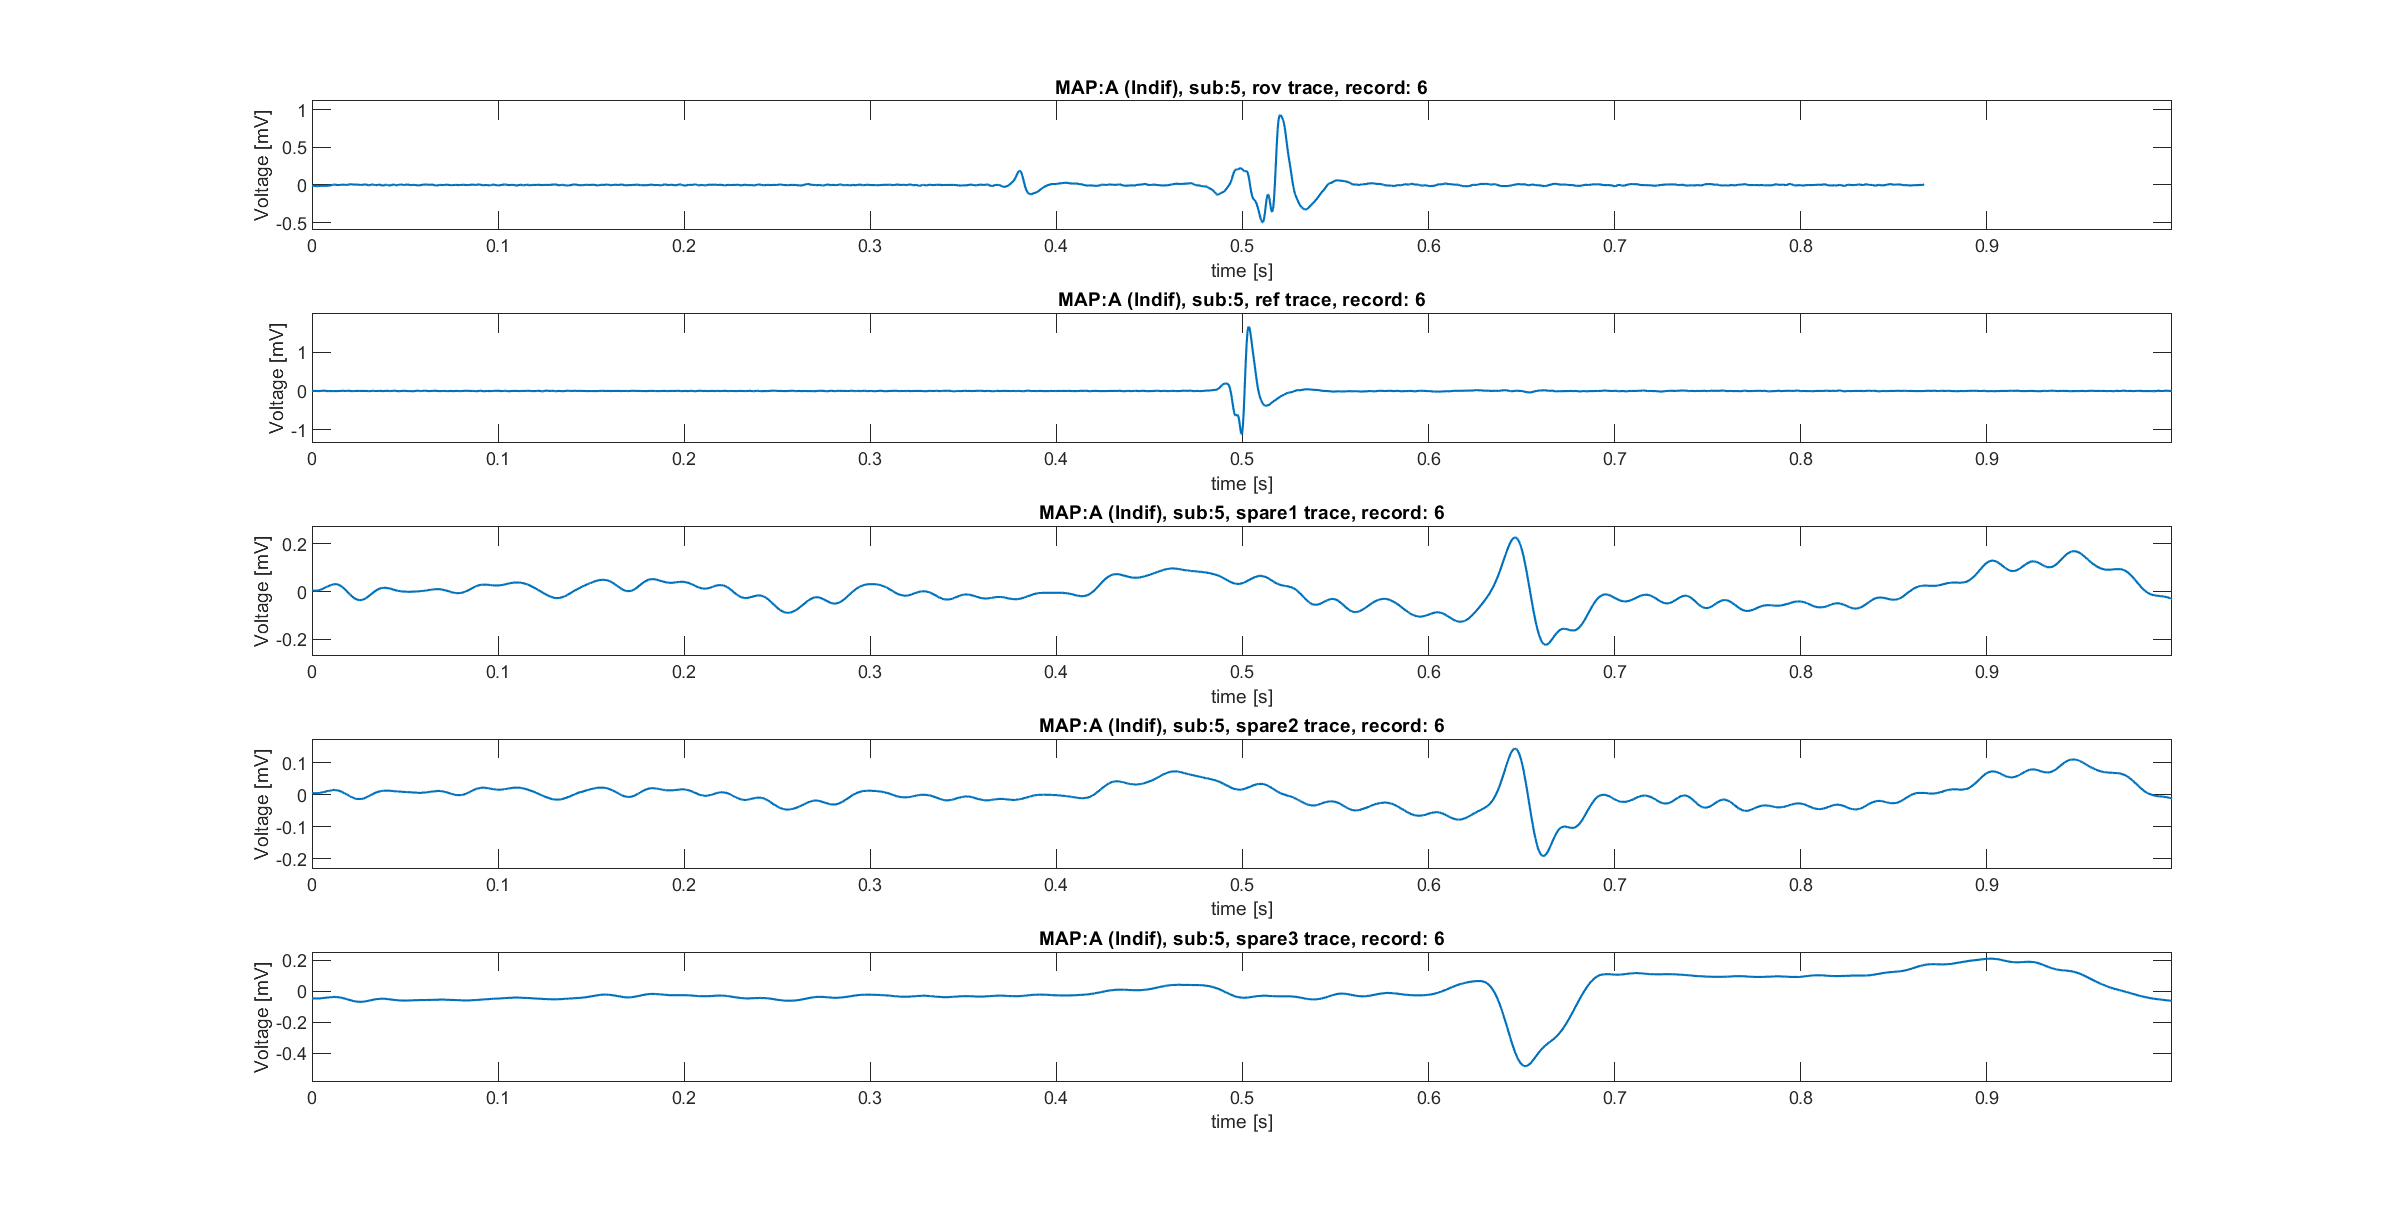 MAP:A (Indif), sub:5, rov trace, record: 6
Voltage [mV]
1
0.5
0
-0.5
0 0.1 0.2 0.3 0.4 0.5 0.6 0.7 0.8 0.9
time [s]
MAP:A (Indif), sub:5, ref trace, record: 6
Voltage [mV]
1
0
-1
0 0.1 0.2 0.3 0.4 0.5 0.6 0.7 0.8 0.9
time [s]
MAP:A (Indif), sub:5, spare1 trace, record: 6
Voltage [mV]
0.2
0
-0.2
0 0.1 0.2 0.3 0.4 0.5 0.6 0.7 0.8 0.9
time [s]
MAP:A (Indif), sub:5, spare2 trace, record: 6
Voltage [mV]
0.1
0
-0.1
-0.2
0 0.1 0.2 0.3 0.4 0.5 0.6 0.7 0.8 0.9
time [s]
MAP:A (Indif), sub:5, spare3 trace, record: 6
Voltage [mV]
0.2
0
-0.2
-0.4
0 0.1 0.2 0.3 0.4 0.5 0.6 0.7 0.8 0.9
time [s]